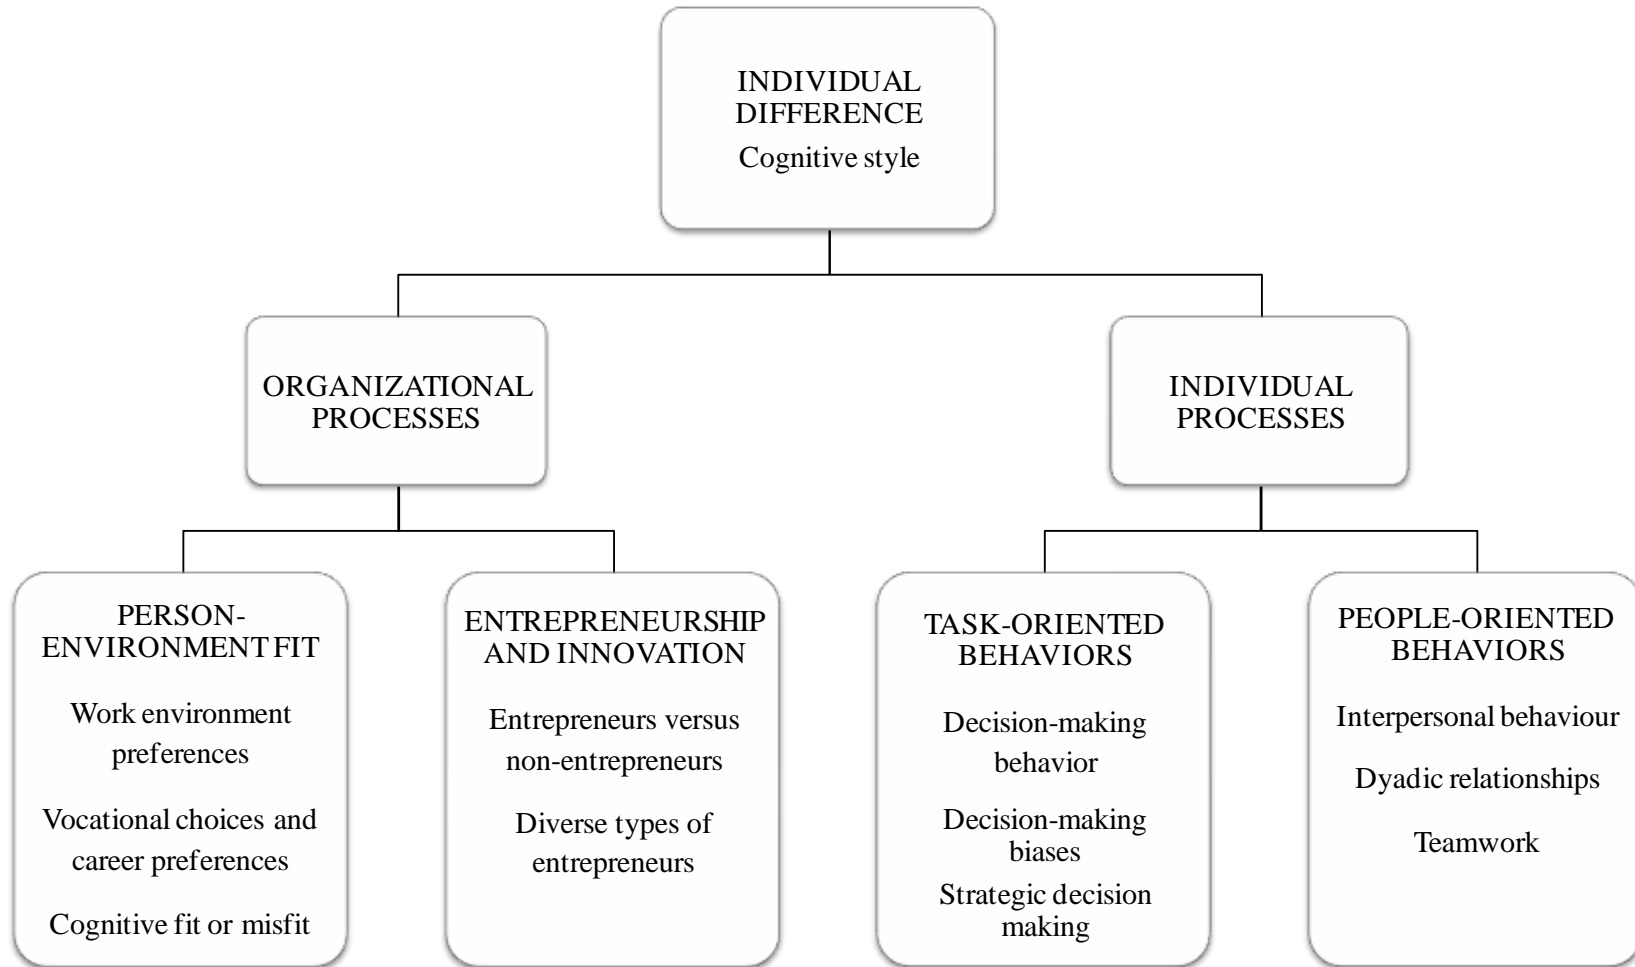 INDIVIDUAL
DIFFERENCE
Cognitive style
ORGANIZATIONAL
PROCESSES
INDIVIDUAL
PROCESSES
PERSON-
ENVIRONMENT FIT
Work environment
preferences
Vocational choices and
career preferences
Cognitive fit or misfit
ENTREPRENEURSHIP
AND INNOVATION
Entrepreneurs versus
non-entrepreneurs
Diverse types of
entrepreneurs
TASK-ORIENTED
BEHAVIORS
Decision-making
behavior
Decision-making
biases
Strategic decision
making
PEOPLE-ORIENTED
BEHAVIORS
Interpersonal behaviour
Dyadic relationships
Teamwork